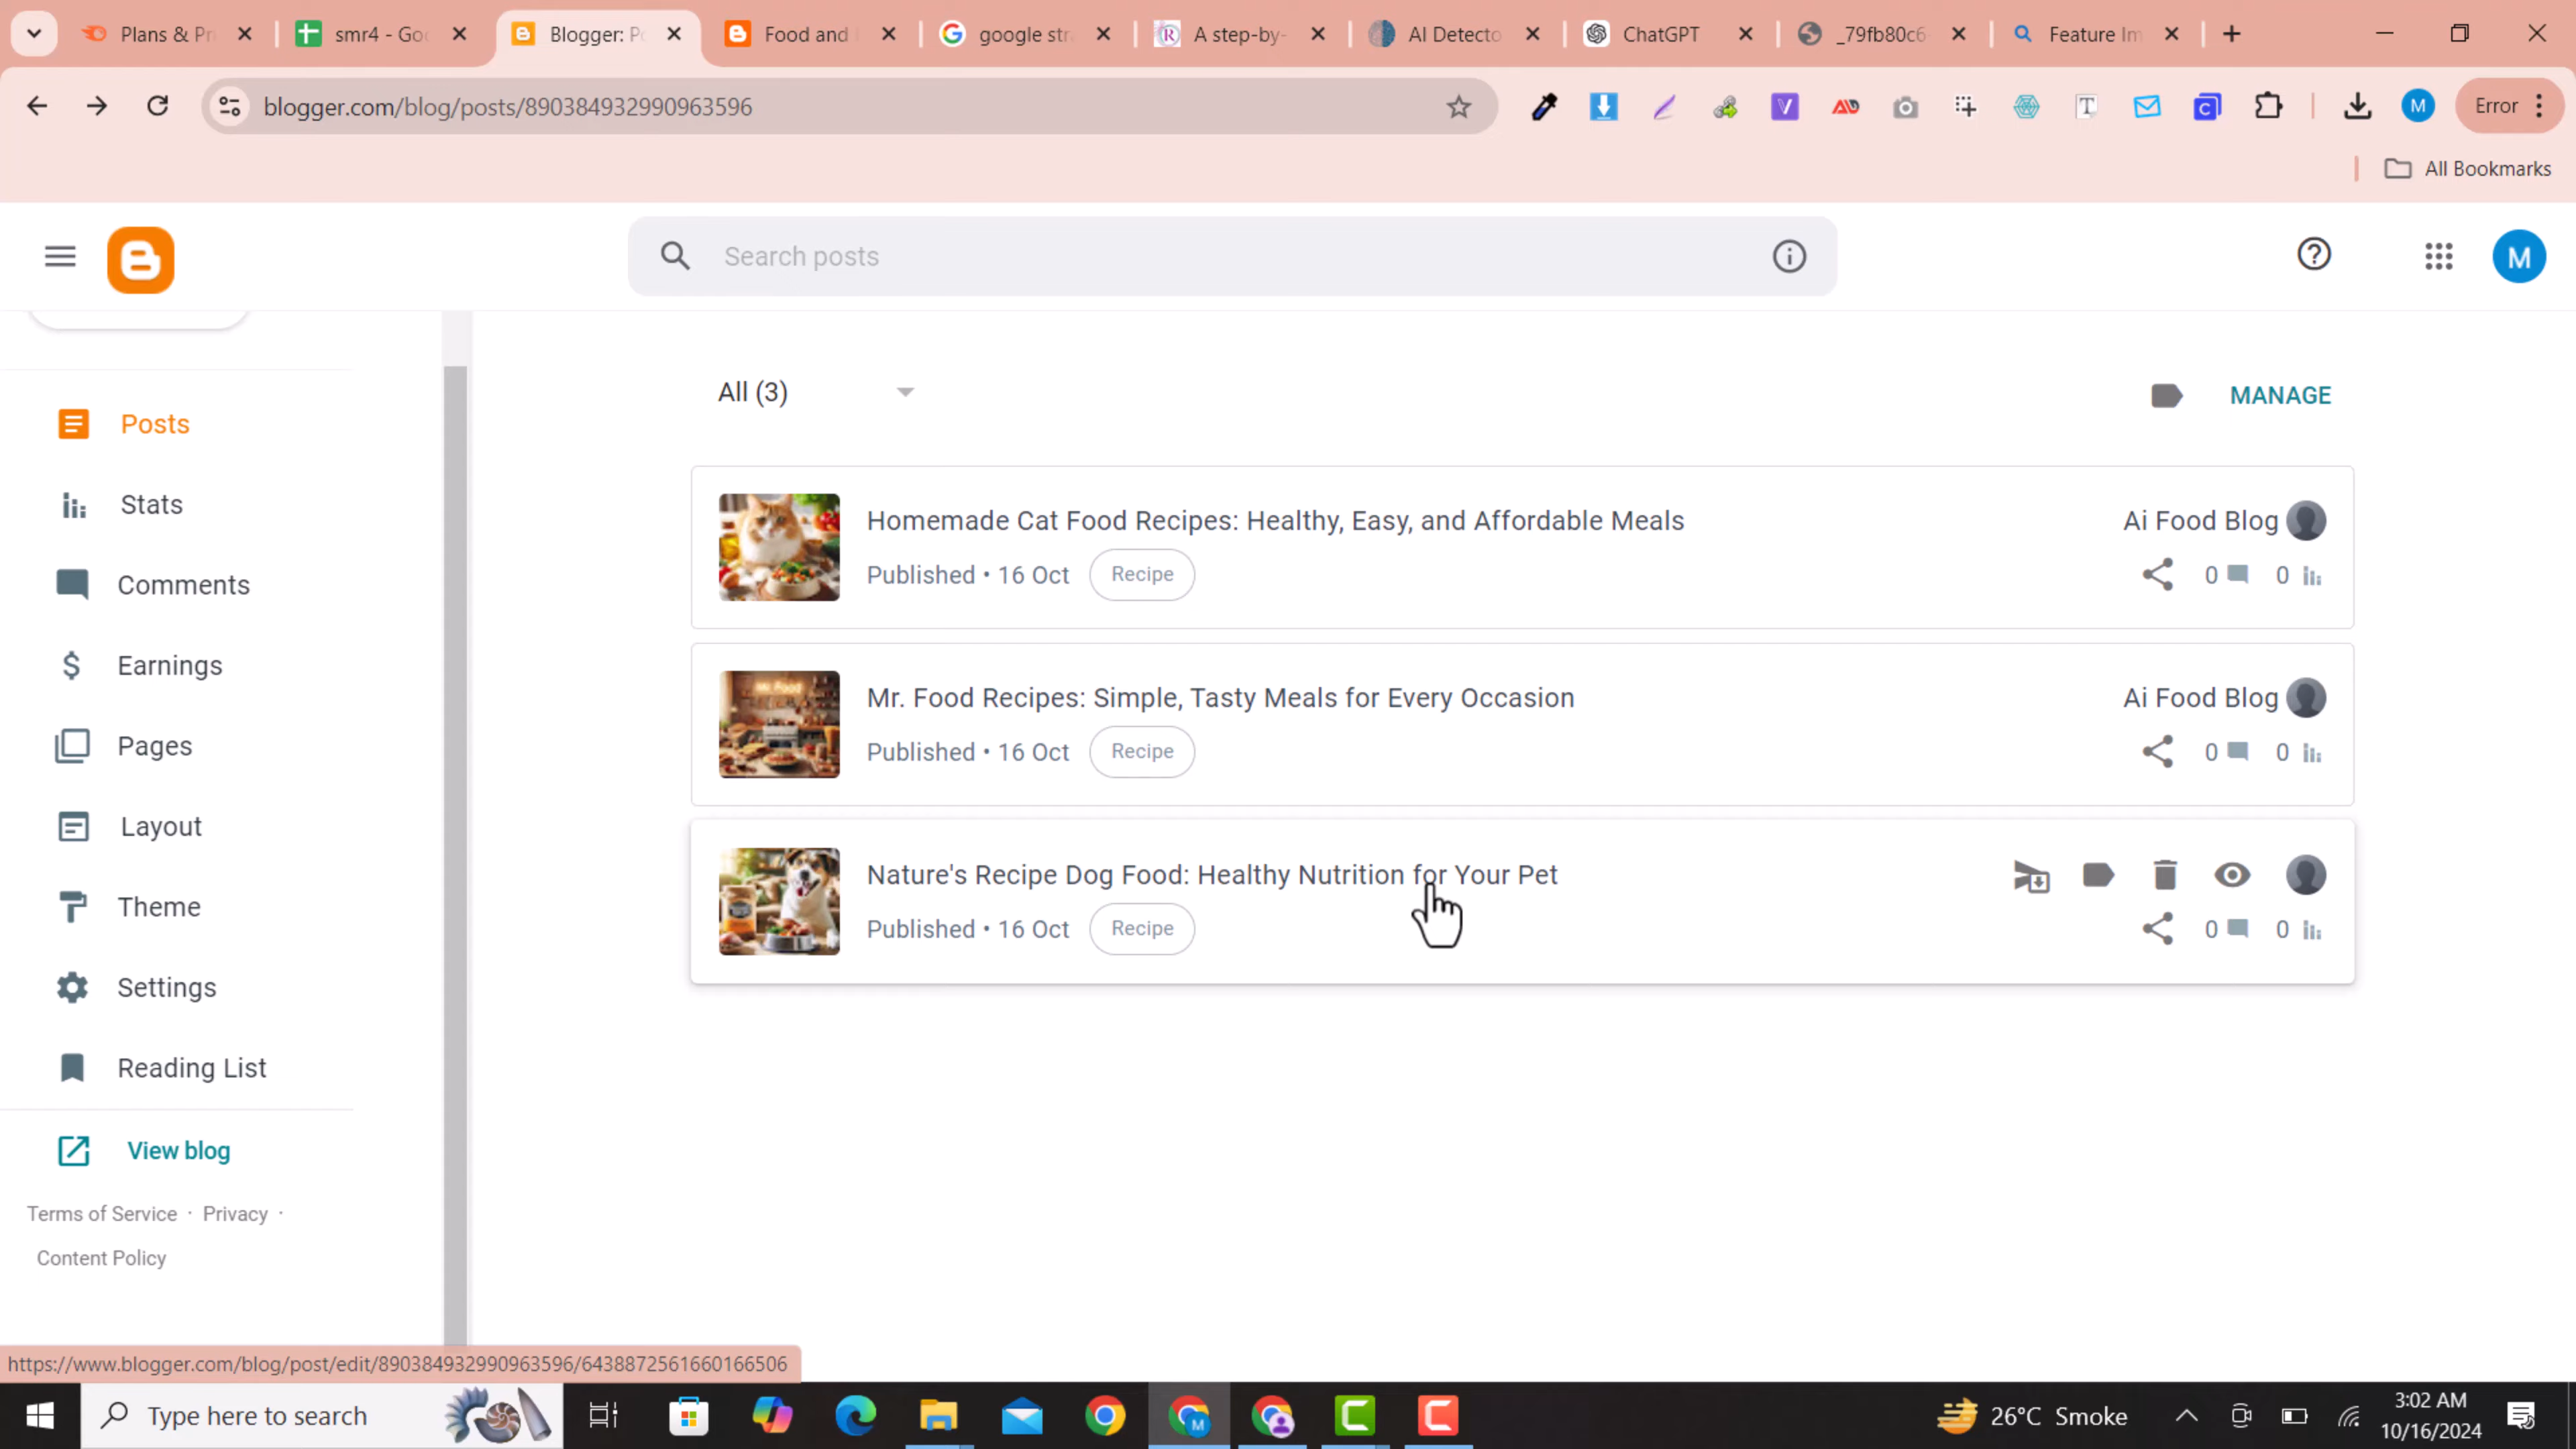 Plans & Pr
smr4 - Goo
Blogger: Po
Food and
google stra
A step-by-
AI Detecto
ChatGPT
_79fb80c6
Feature Im
blogger.com/blog/posts/890384932990963596
Error
All Bookmarks
Search posts
M
Posts
Stats
Comments
Earnings
Pages
Layout
Theme
Settings
Reading List
View blog
Terms of Service · Privacy ·
Content Policy
All (3)
MANAGE
Homemade Cat Food Recipes: Healthy, Easy, and Affordable Meals
Ai Food Blog
Published • 16 Oct Recipe
0 0
Mr. Food Recipes: Simple, Tasty Meals for Every Occasion
Ai Food Blog
Published • 16 Oct Recipe
0 0
Nature's Recipe Dog Food: Healthy Nutrition for Your Pet
Published • 16 Oct Recipe
0 0
https://www.blogger.com/blog/post/edit/890384932990963596/6438872561660166506
Type here to search
26°C Smoke
3:02 AM
10/16/2024